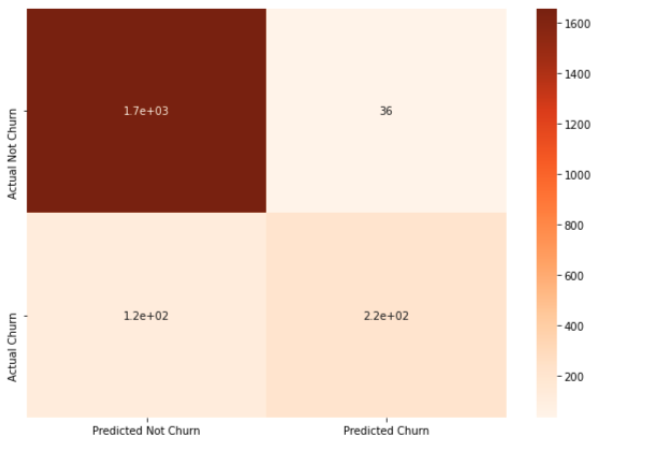 Actual Not Churn
1.7e+03
36
Actual Churn
1.2e+02
2.2e+02
Predicted Not Churn
Predicted Churn
1600
1400
1200
1000
800
600
400
200